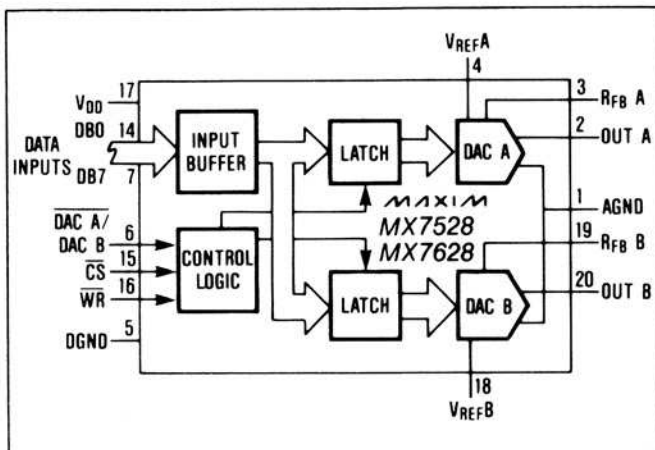 VREFA
4
17
VDD
3
RFB A
DB0
14
DATA
INPUTS
DB7
7
INPUT
BUFFER
LATCH
DAC A
2
OUT A
MAXIM
MX7528
MX7628
1
AGND
DAC A/
DAC B
6
CS
15
WR
16
CONTROL
LOGIC
19
RFB B
LATCH
DAC B
20
OUT B
DGND
5
18
VREFB